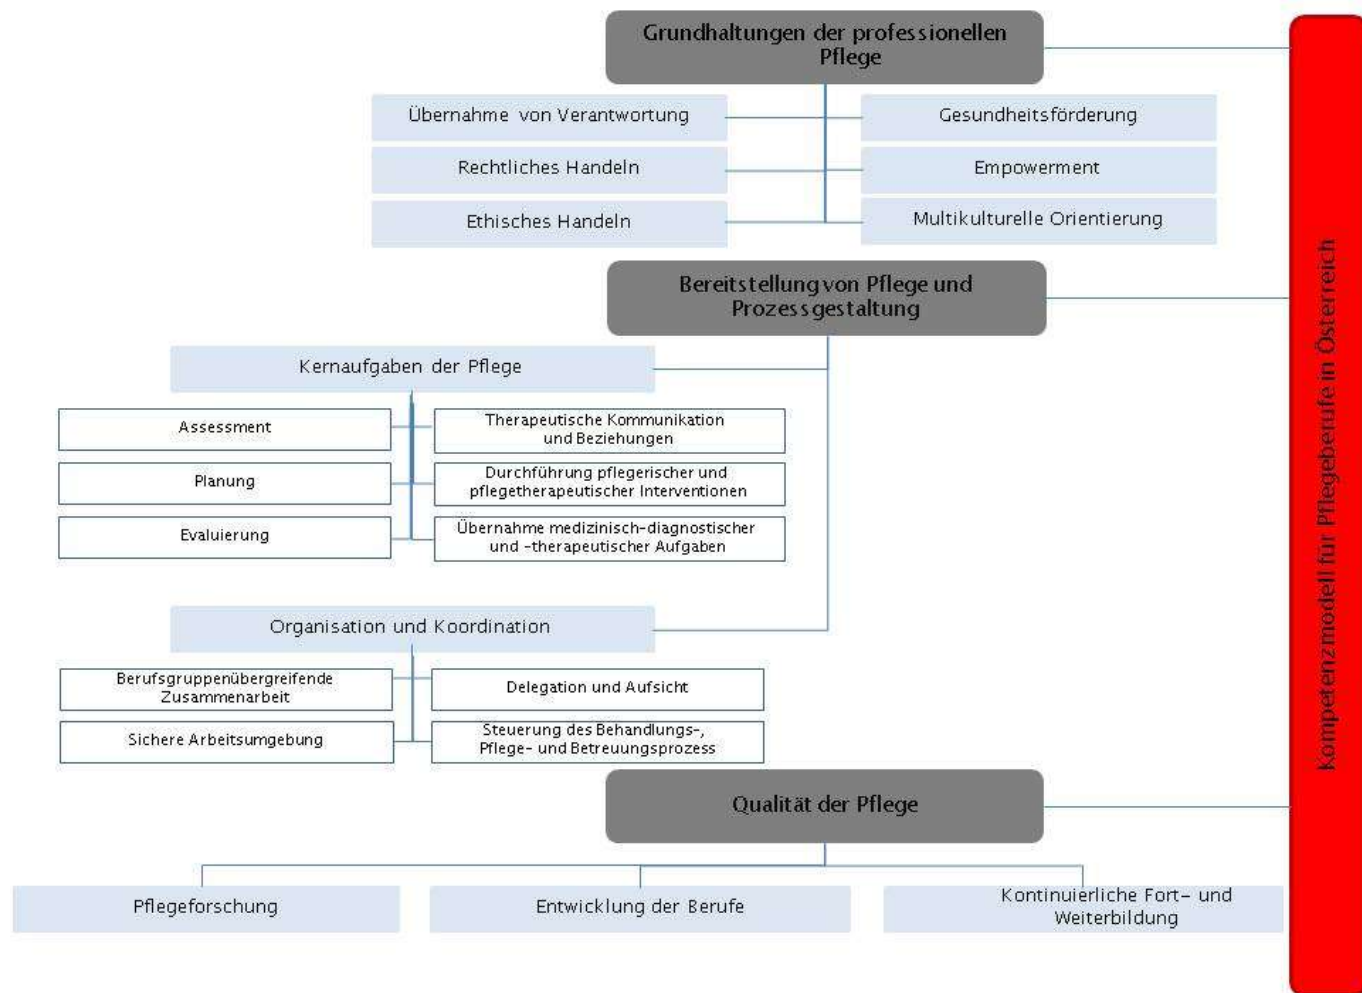 Grundhaltungen der professionellen
Pflege
Übernahme von Verantwortung
Gesundheitsförderung
Rechtliches Handeln
Empowerment
Ethisches Handeln
Multikulturelle Orientierung
Bereitstellung von Pflege und
Prozessgestaltung
Kernaufgaben der Pflege
Assessment
Therapeutische Kommunikation
und Beziehungen
Planung
Durchführung pflegerischer und
pflegetherapeutischer Interventionen
Evaluierung
Übernahme medizinisch-diagnostischer
und -therapeutischer Aufgaben
Organisation und Koordination
Berufsgruppenübergreifende
Zusammenarbeit
Delegation und Aufsicht
Sichere Arbeitsumgebung
Steuerung des Behandlungs-,
Pflege- und Betreuungsprozess
Qualität der Pflege
Pflegeforschung
Entwicklung der Berufe
Kontinuierliche Fort- und
Weiterbildung
Kompetenzmodell für Pflegeberufe in Österreich